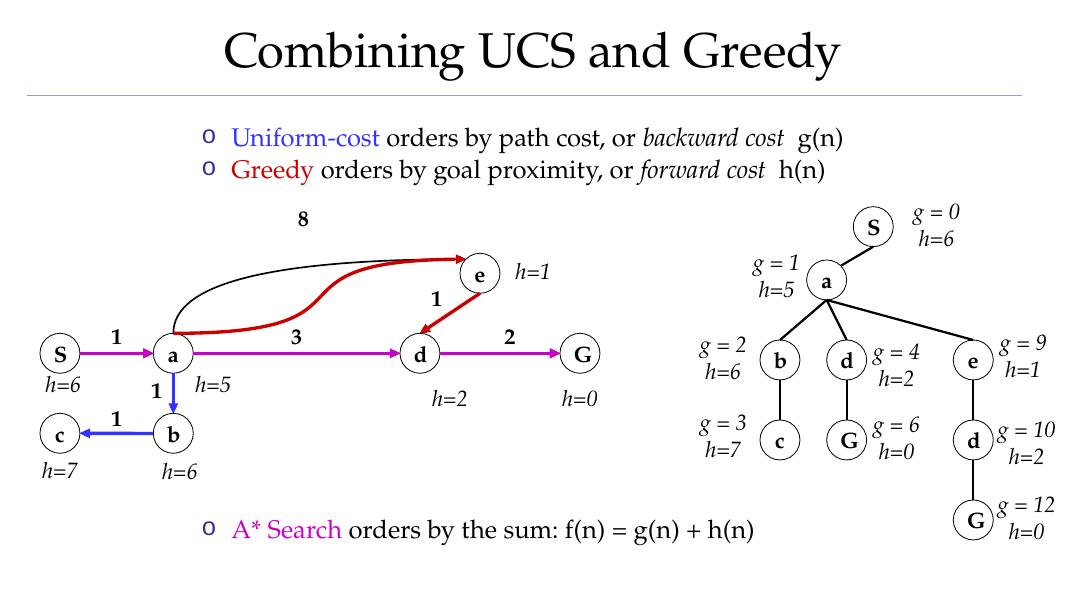 Combining UCS and Greedy
o Uniform-cost orders by path cost, or backward cost g(n)
o Greedy orders by goal proximity, or forward cost h(n)
8
S
g = 0
h=6
g = 1
h=5
a
e
h=1
1
1
3
2
S
a
d
G
h=6
h=5
1
h=2
h=0
1
c
b
h=7
h=6
g = 2
h=6
b
d
g = 4
h=2
e
g = 9
h=1
g = 3
h=7
c
G
g = 6
h=0
d
g = 10
h=2
G
g = 12
h=0
o A* Search orders by the sum: f(n) = g(n) + h(n)